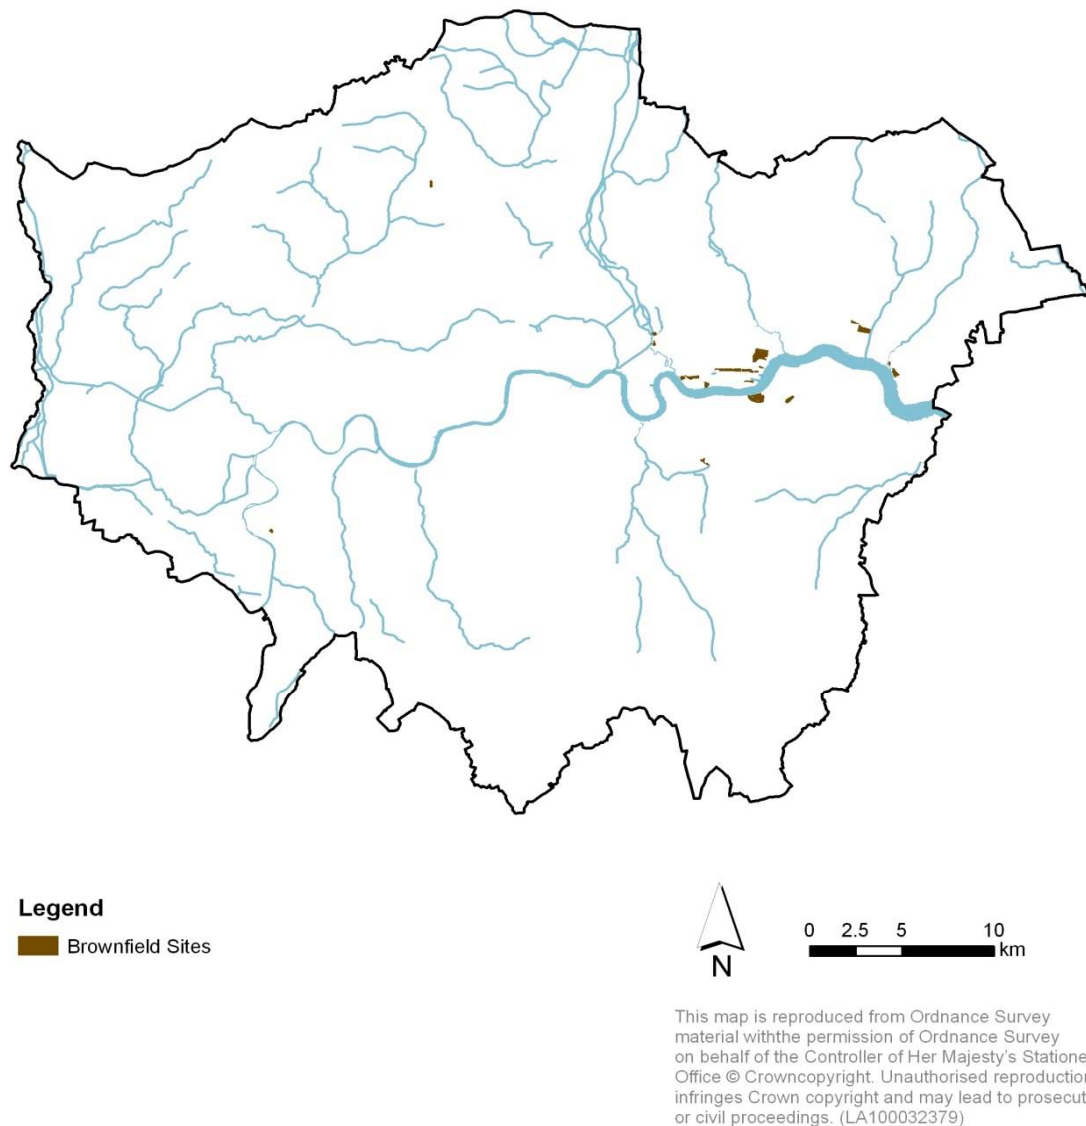 Legend
Brownfield Sites
N
0 2.5 5 10
km
This map is reproduced from Ordnance Survey
material withthe permission of Ordnance Survey
on behalf of the Controller of Her Majesty's Statione
Office © Crowncopyright. Unauthorised reproduction
infringes Crown copyright and may lead to prosecut
or civil proceedings. (LA100032379)